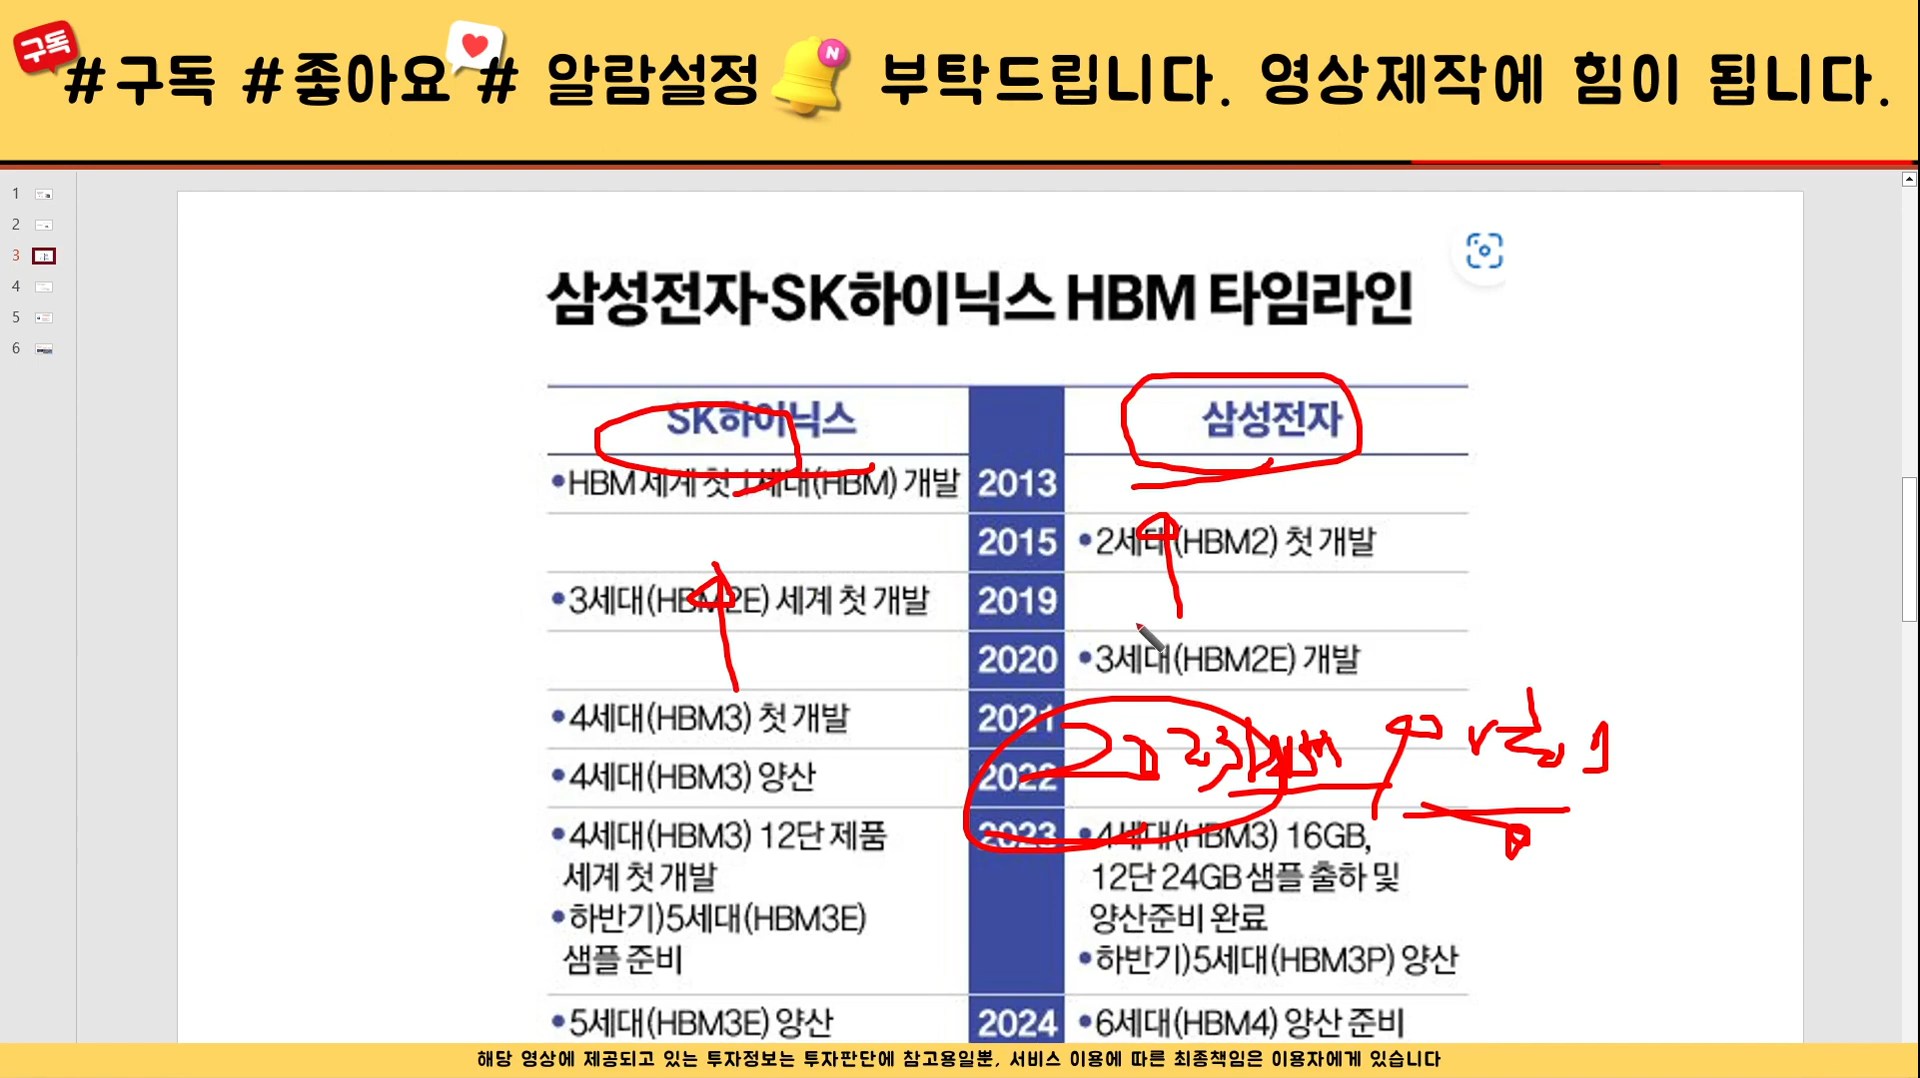 구독
#구독 #좋아요 # 알람설정 N 부탁드립니다. 영상제작에 힘이 됩니다.
1
2
3
4
5
6
삼성전자·SK하이닉스 HBM 타임라인
SK하이닉스 삼성전자
•HBM 세계 첫 1세대(HBM) 개발 2013
2015 •2세대(HBM2) 첫 개발
•3세대(HBM2E) 세계 첫 개발 2019
2020 •3세대(HBM2E) 개발
•4세대(HBM3) 첫 개발 2021
•4세대(HBM3) 양산 2022
•4세대(HBM3) 12단 제품 2023 •4세대(HBM3) 16GB,
세계 첫 개발 12단 24GB 샘플 출하 및
•하반기)5세대(HBM3E) 양산준비 완료
샘플 준비 •하반기)5세대(HBM3P) 양산
•5세대(HBM3E) 양산 2024 •6세대(HBM4) 양산 준비
해당 영상에 제공되고 있는 투자정보는 투자판단에 참고용일뿐, 서비스 이용에 따른 최종책임은 이용자에게 있습니다